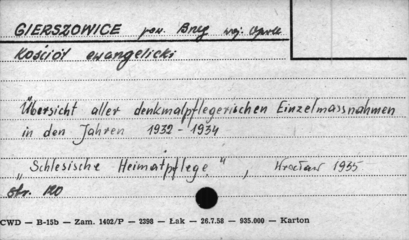 GIERSZOWICE pow. Brzeg woj. Opole
Kościół ewangelicki
Übersicht aller denkmalpflegerischen Einzelmassnahmen
in den Jahren 1932 - 1934
"Schlesische Heimatpflege", Wrocław 1935
str. 120
CWD — B-15b — Zam. 1402/P — 2398 — Łak — 26.7.58 — 935.000 — Karton